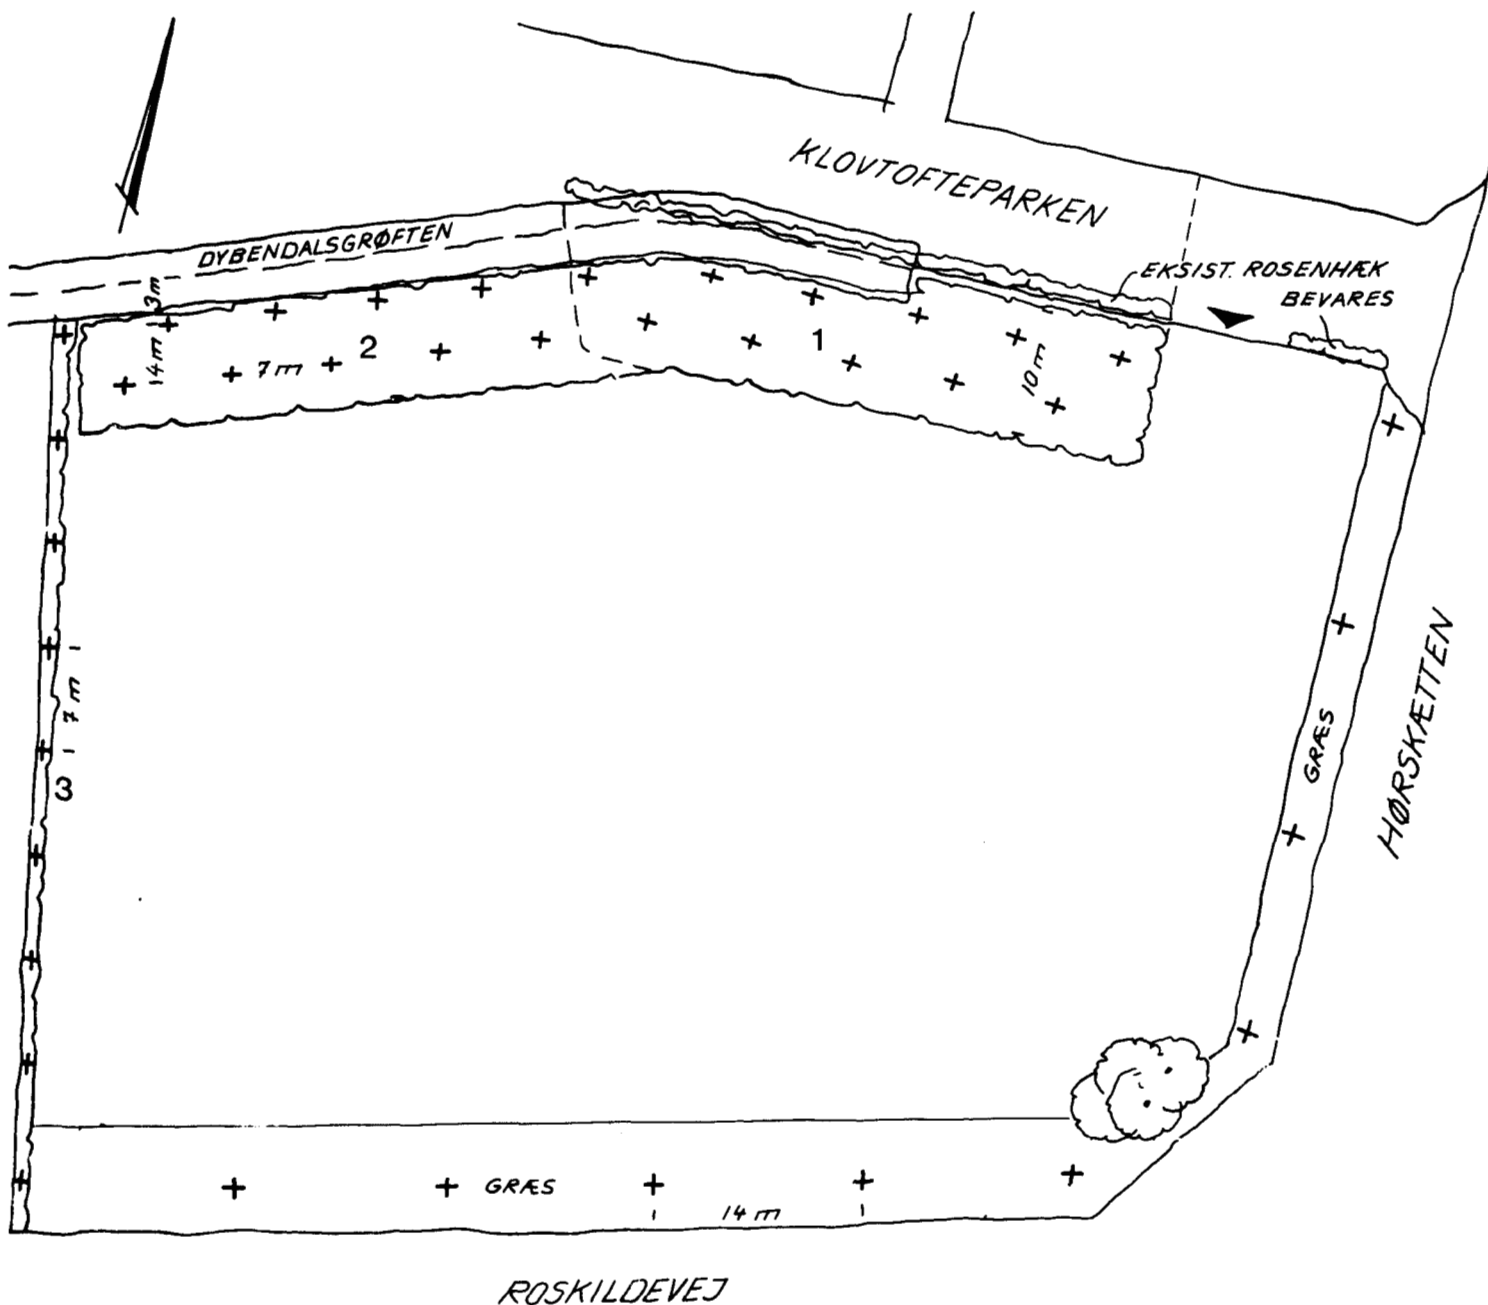 KLOVTOFTEPARKEN
DYBENDALSGRØFTEN
EKSIST. ROSENHÆK
BEVARES
3m
14m
7m
2
1
10m
7m
3
GRÆS
HØRSKÆTTEN
GRÆS
14m
ROSKILDEVEJ